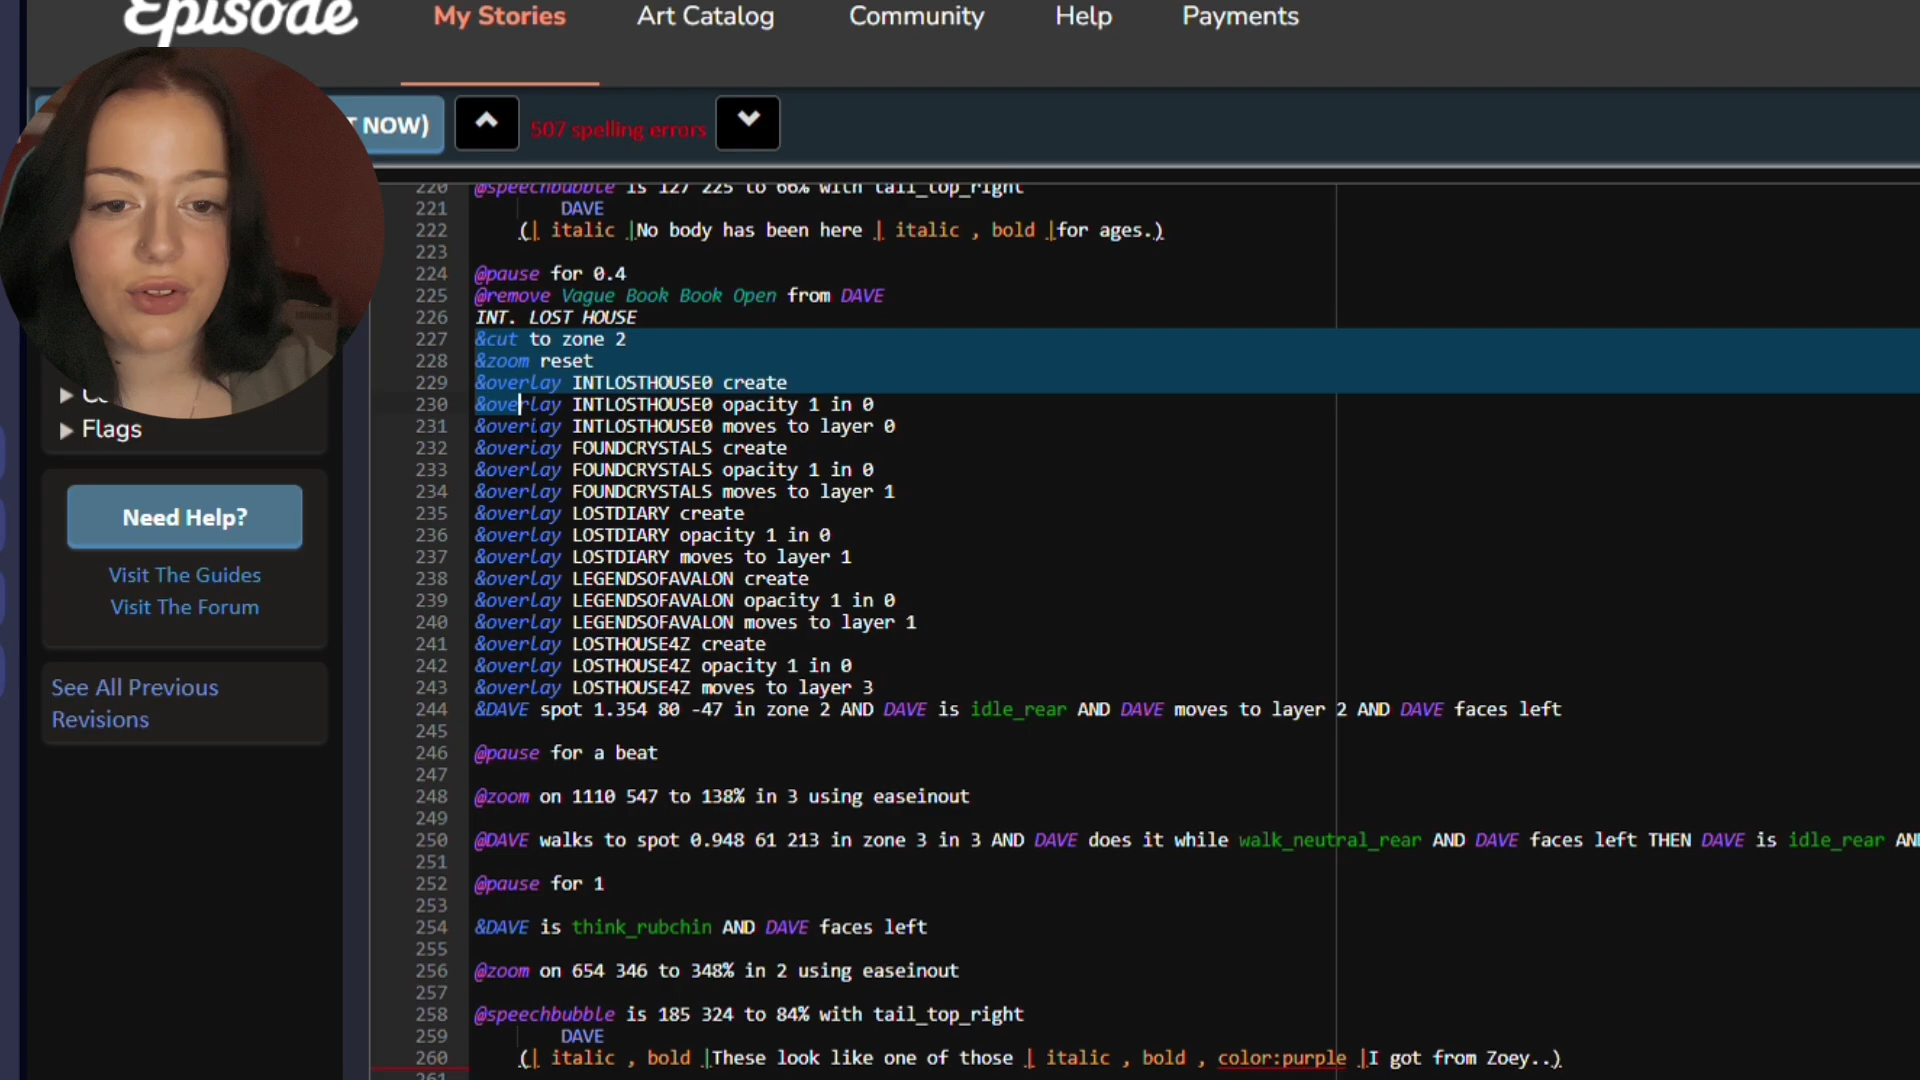 Episode
My Stories
Art Catalog
Community
Help
Payments
NOW)
507 spelling errors
220 @speechbubble is 127 225 to 66% with tail_top_right
221 DAVE
222 (| italic |No body has been here | italic , bold |for ages.)
223
224 @pause for 0.4
225 @remove Vague Book Book Open from DAVE
226 INT. LOST HOUSE
227 &cut to zone 2
228 &zoom reset
229 &overlay INTLOSTHOUSE0 create
230 &overlay INTLOSTHOUSE0 opacity 1 in 0
231 &overlay INTLOSTHOUSE0 moves to layer 0
232 &overlay FOUNDCRYSTALS create
233 &overlay FOUNDCRYSTALS opacity 1 in 0
234 &overlay FOUNDCRYSTALS moves to layer 1
235 &overlay LOSTDIARY create
236 &overlay LOSTDIARY opacity 1 in 0
237 &overlay LOSTDIARY moves to layer 1
238 &overlay LEGENDSOFAVALON create
239 &overlay LEGENDSOFAVALON opacity 1 in 0
240 &overlay LEGENDSOFAVALON moves to layer 1
241 &overlay LOSTHOUSE4Z create
242 &overlay LOSTHOUSE4Z opacity 1 in 0
243 &overlay LOSTHOUSE4Z moves to layer 3
244 &DAVE spot 1.354 80 -47 in zone 2 AND DAVE is idle_rear AND DAVE moves to layer 2 AND DAVE faces left
245
246 @pause for a beat
247
248 @zoom on 1110 547 to 138% in 3 using easeinout
249
250 @DAVE walks to spot 0.948 61 213 in zone 3 in 3 AND DAVE does it while walk_neutral_rear AND DAVE faces left THEN DAVE is idle_rear AN
251
252 @pause for 1
253
254 &DAVE is think_rubchin AND DAVE faces left
255
256 @zoom on 654 346 to 348% in 2 using easeinout
257
258 @speechbubble is 185 324 to 84% with tail_top_right
259 DAVE
260 (| italic , bold |These look like one of those | italic , bold , color:purple |I got from Zoey..)
261
Flags
Need Help?
Visit The Guides
Visit The Forum
See All Previous
Revisions